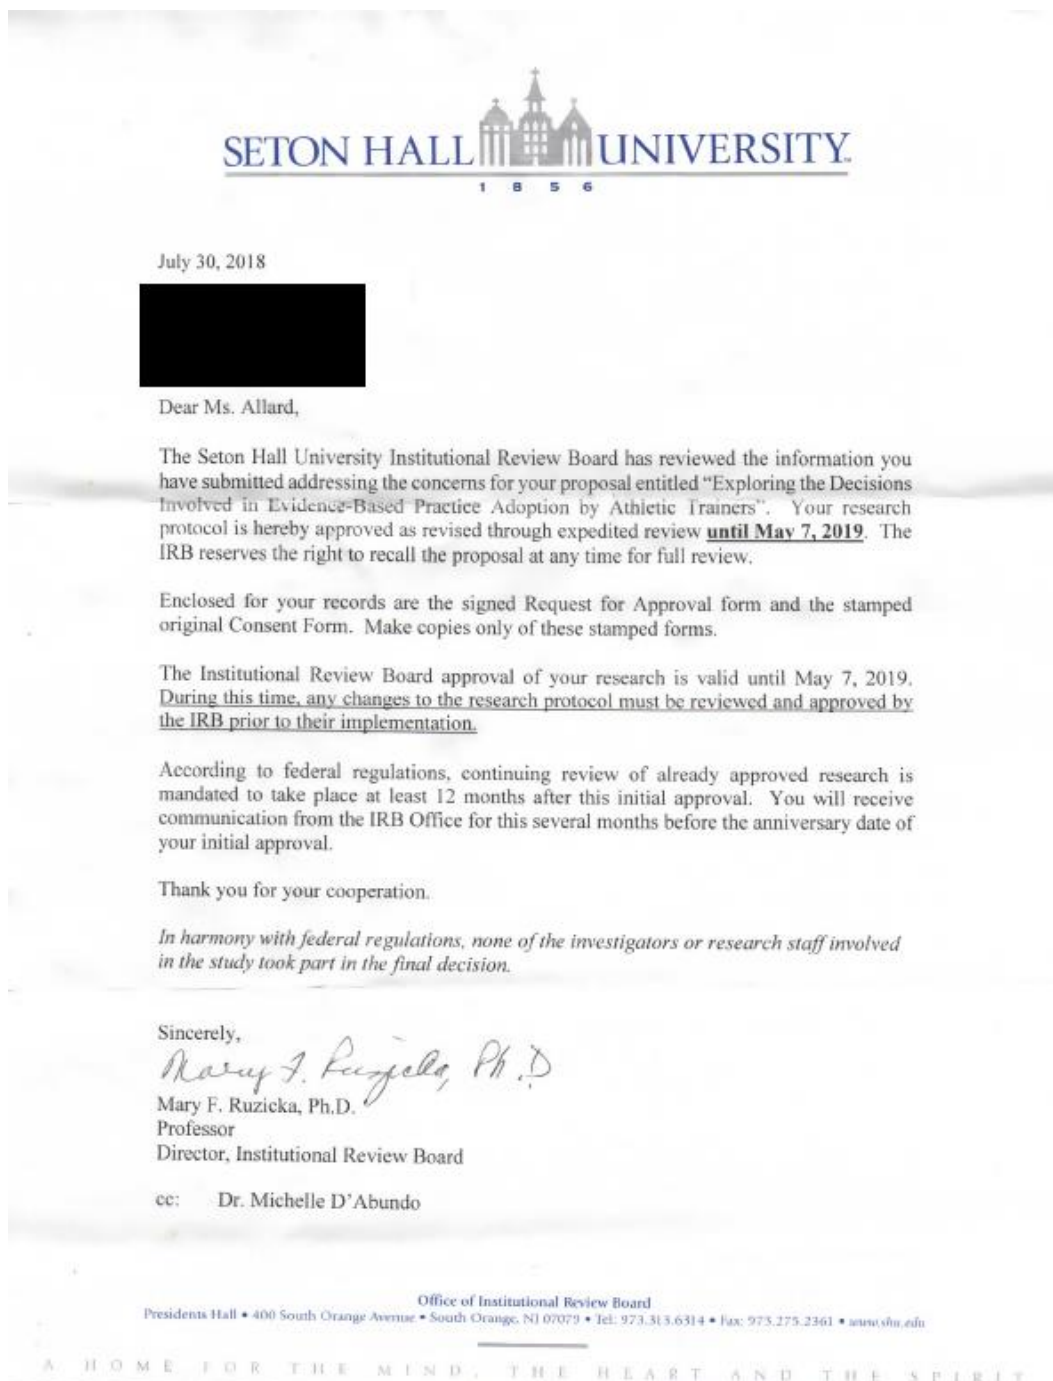 SETON HALL UNIVERSITY
1 8 5 6
July 30, 2018
Dear Ms. Allard,
The Seton Hall University Institutional Review Board has reviewed the information you
have submitted addressing the concerns for your proposal entitled “Exploring the Decisions
Involved in Evidence-Based Practice Adoption by Athletic Trainers”. Your research
protocol is hereby approved as revised through expedited review until May 7, 2019. The
IRB reserves the right to recall the proposal at any time for full review.
Enclosed for your records are the signed Request for Approval form and the stamped
original Consent Form. Make copies only of these stamped forms.
The Institutional Review Board approval of your research is valid until May 7, 2019.
During this time, any changes to the research protocol must be reviewed and approved by
the IRB prior to their implementation.
According to federal regulations, continuing review of already approved research is
mandated to take place at least 12 months after this initial approval. You will receive
communication from the IRB Office for this several months before the anniversary date of
your initial approval.
Thank you for your cooperation.
In harmony with federal regulations, none of the investigators or research staff involved
in the study took part in the final decision.
Sincerely,
Mary F. Ruzicka, Ph.D
Mary F. Ruzicka, Ph.D.
Professor
Director, Institutional Review Board
cc: Dr. Michelle D’Abundo
Office of Institutional Review Board
Presidents Hall • 400 South Orange Avenue • South Orange, NJ 07079 • Tel: 973.313.6314 • Fax: 973.275.2361 • www.shu.edu
A HOME FOR THE MIND, THE HEART AND THE SPIRIT